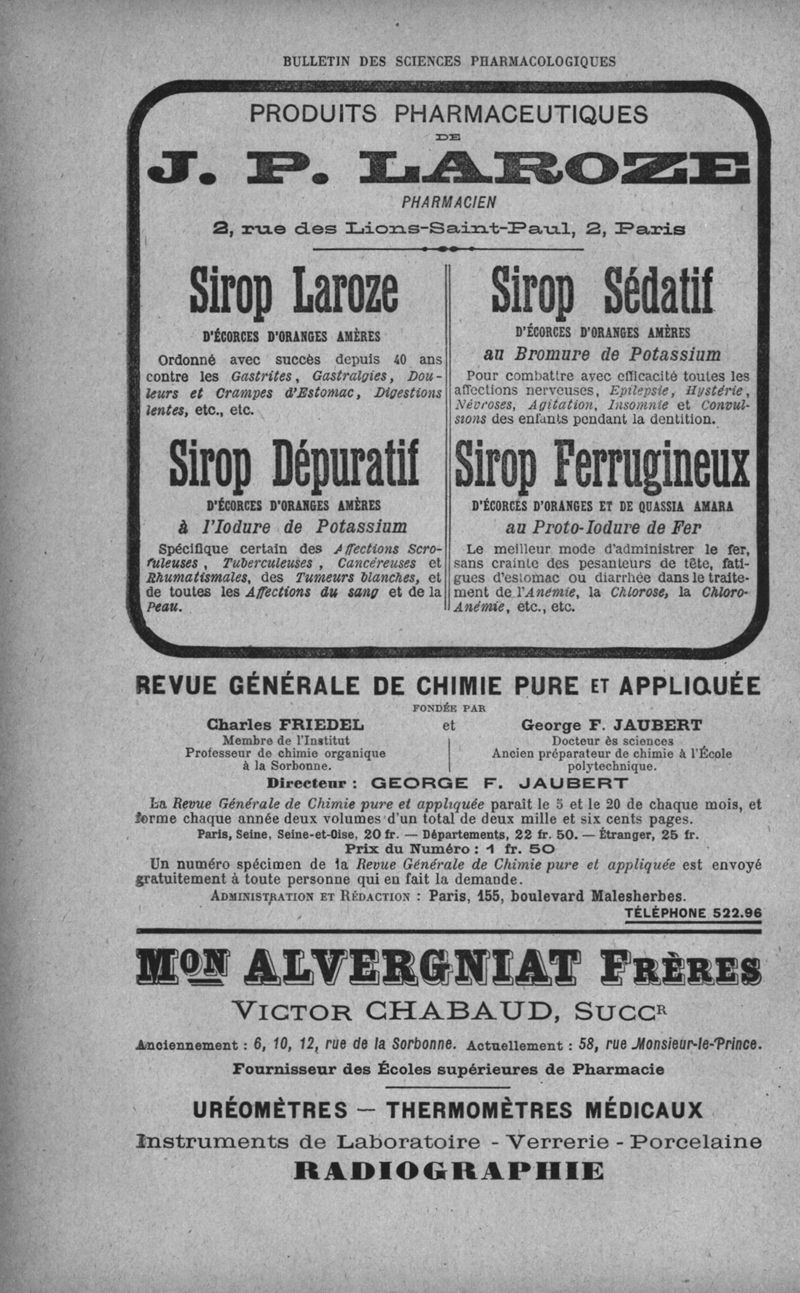 BULLETIN DES SCIENCES PHARMACOLOGIQUES
PRODUITS PHARMACEUTIQUES
DE
J. P. LAROZE
PHARMACIEN
2, rue des Lions-Saint-Paul, 2, Paris
Sirop Laroze
D'ÉCORCES D'ORANGES AMÈRES
Ordonné avec succès depuis 40 ans
contre les Gastrites, Gastralgies, Dou-
leurs et Crampes d'Estomac, Digestions
lentes, etc., etc.
Sirop Sédatif
D'ÉCORCES D'ORANGES AMÈRES
au Bromure de Potassium
Pour combattre avec efficacité toutes les
affections nerveuses, Epilepsie, Hystérie,
Névroses, Agitation, Insomnie et Convul-
sions des enfants pendant la dentition.
Sirop Dépuratif
D'ÉCORCES D'ORANGES AMÈRES
à l'Iodure de Potassium
Spécifique certain des Affections Scro-
fuleuses, Tuberculeuses, Cancéreuses et
Rhumatismales, des Tumeurs blanches, et
de toutes les Affections du sang et de la
Peau.
Sirop Ferrugineux
D'ÉCORCES D'ORANGES ET DE QUASSIA AMARA
au Proto-Iodure de Fer
Le meilleur mode d'administrer le fer,
sans crainte des pesanteurs de tête, fati-
gues d'estomac ou diarrhée dans le traite-
ment de l'Anémie, la Chlorose, la Chloro-
Anémie, etc., etc.
REVUE GÉNÉRALE DE CHIMIE PURE ET APPLIQUÉE
FONDÉE PAR
Charles FRIEDEL et George F. JAUBERT
Membre de l'Institut
Professeur de chimie organique
à la Sorbonne.
Docteur ès sciences
Ancien préparateur de chimie à l'École
polytechnique.
Directeur : GEORGE F. JAUBERT
La Revue Générale de Chimie pure et appliquée paraît le 5 et le 20 de chaque mois, et
forme chaque année deux volumes d'un total de deux mille et six cents pages.
Paris, Seine, Seine-et-Oise, 20 fr. — Départements, 22 fr. 50. — Étranger, 25 fr.
Prix du Numéro : 1 fr. 50
Un numéro spécimen de la Revue Générale de Chimie pure et appliquée est envoyé
gratuitement à toute personne qui en fait la demande.
ADMINISTRATION ET RÉDACTION : Paris, 155, boulevard Malesherbes.
TÉLÉPHONE 522.96
MON ALVERGNIAT FRÈRES
VICTOR CHABAUD, SUCCR
Anciennement : 6, 10, 12, rue de la Sorbonne. Actuellement : 58, rue Monsieur-le-Prince.
Fournisseur des Écoles supérieures de Pharmacie
URÉOMÈTRES — THERMOMÈTRES MÉDICAUX
Instruments de Laboratoire - Verrerie - Porcelaine
RADIOGRAPHIE